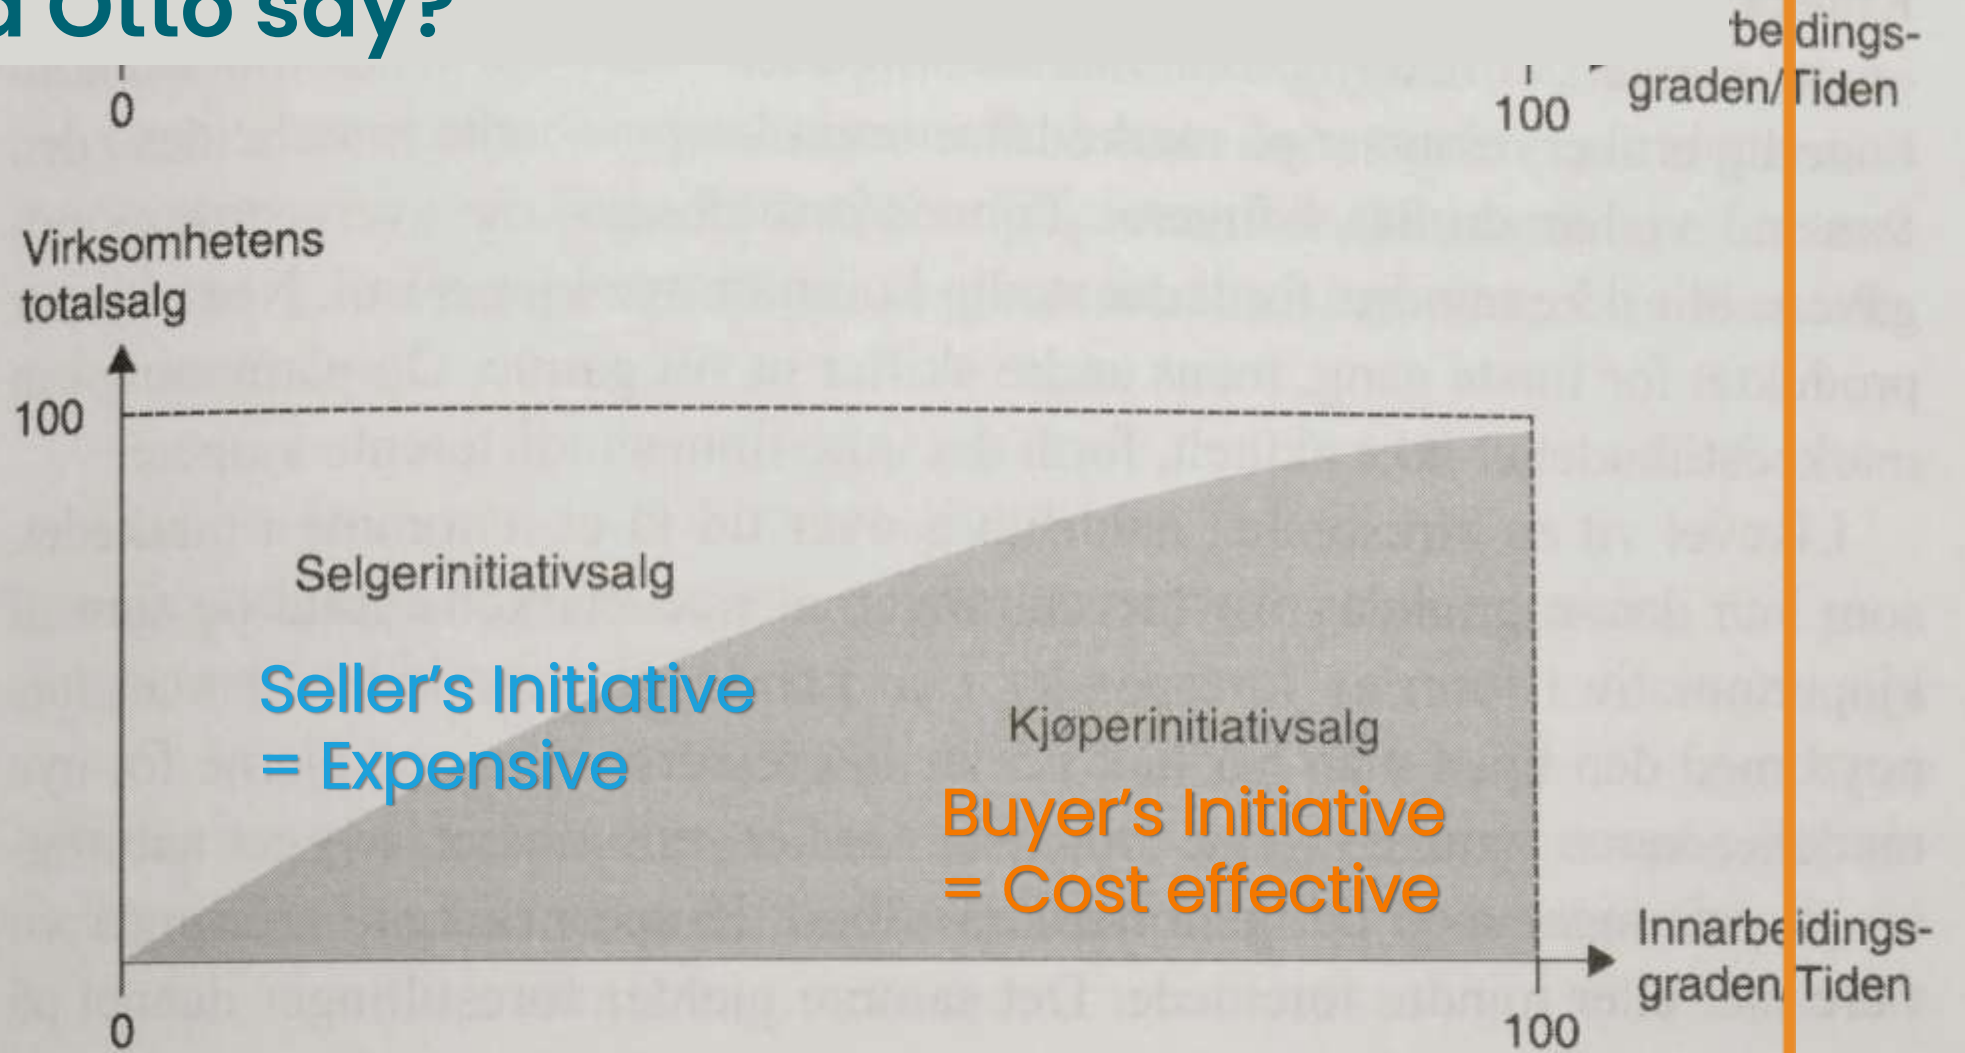 Otto say?
beidings-
graden/Tiden
0
100
Virksomhetens
totalsalg
100
Selgerinitiativsalg
Seller's Initiative
= Expensive
Kjøperinitiativsalg
Buyer's Initiative
= Cost effective
Innarbeidings-
graden/Tiden
0
100